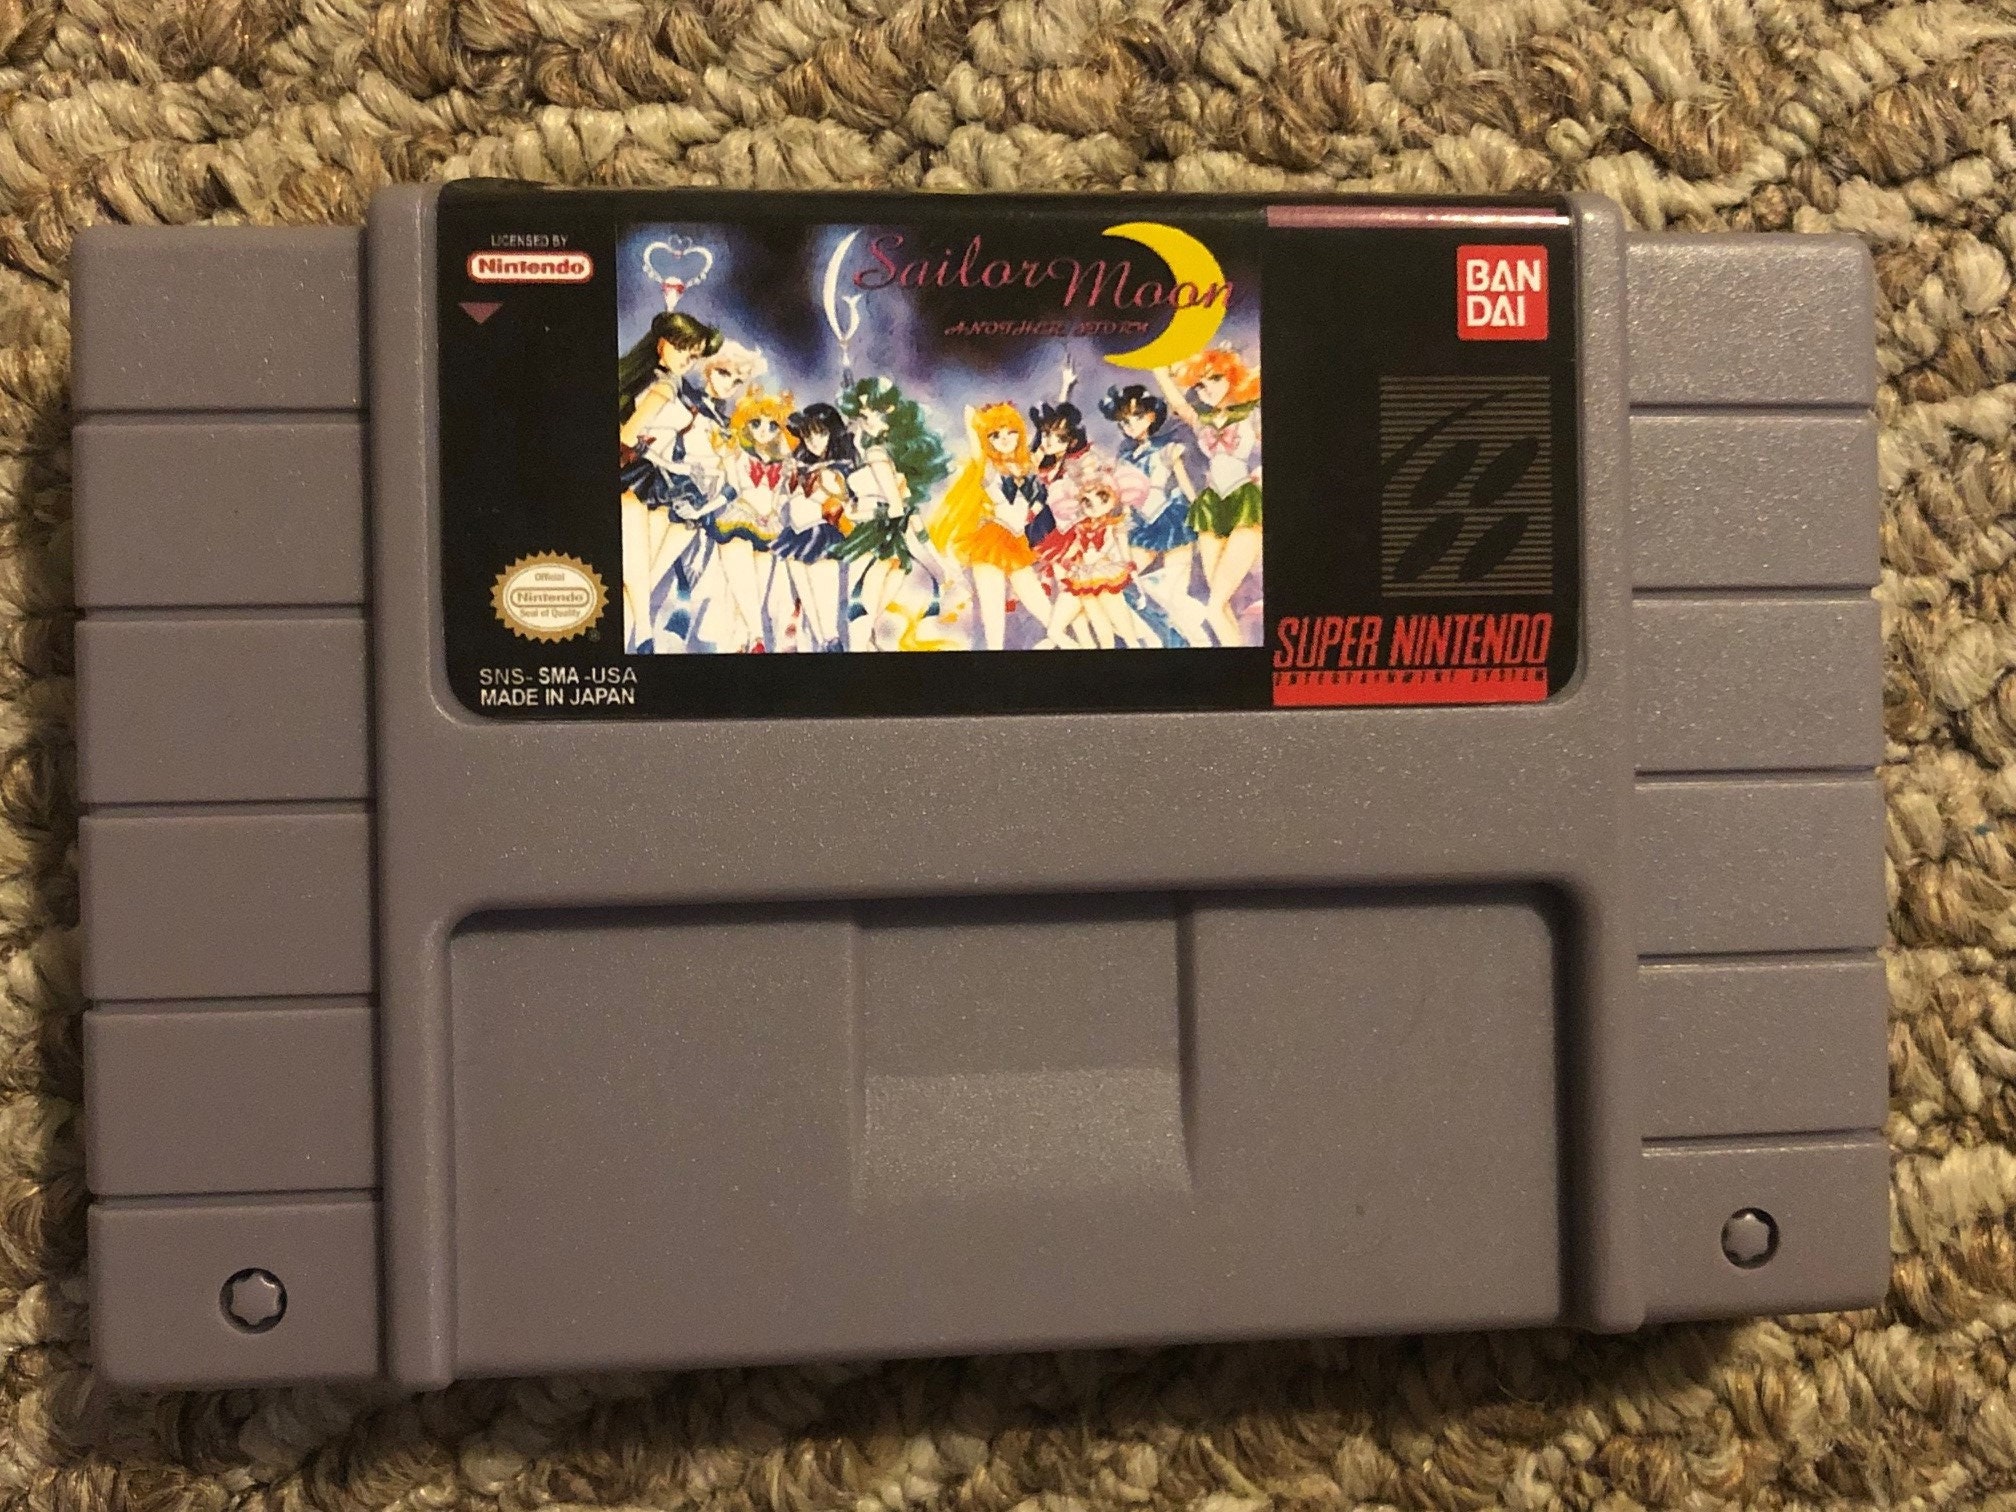 LICENSED BY
Nintendo
Sailor Moon
ANOTHER STORY
BAN
DAI
Official
Nintendo
Seal of Quality
®
SNS- SMA -USA
MADE IN JAPAN
SUPER NINTENDO
ENTERTAINMENT SYSTEM